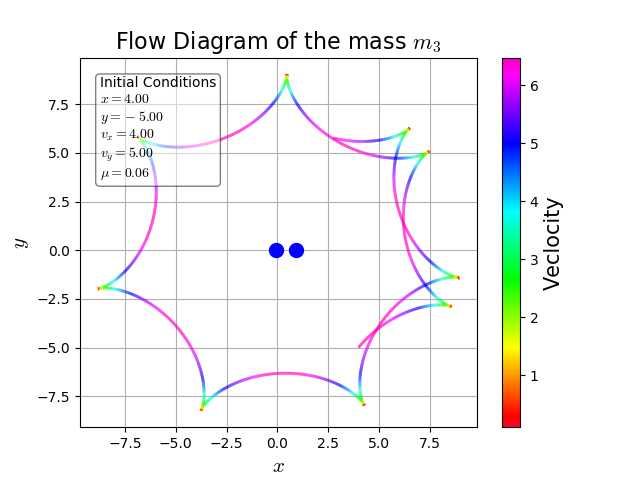 Flow Diagram of the mass m₃
Initial Conditions
x = 4.00
y = −5.00
vₓ = 4.00
v_y = 5.00
μ = 0.06
7.5
5.0
2.5
0.0
−2.5
−5.0
−7.5
y
−7.5 −5.0 −2.5 0.0 2.5 5.0 7.5
x
6
5
4
3
2
1
Veclocity